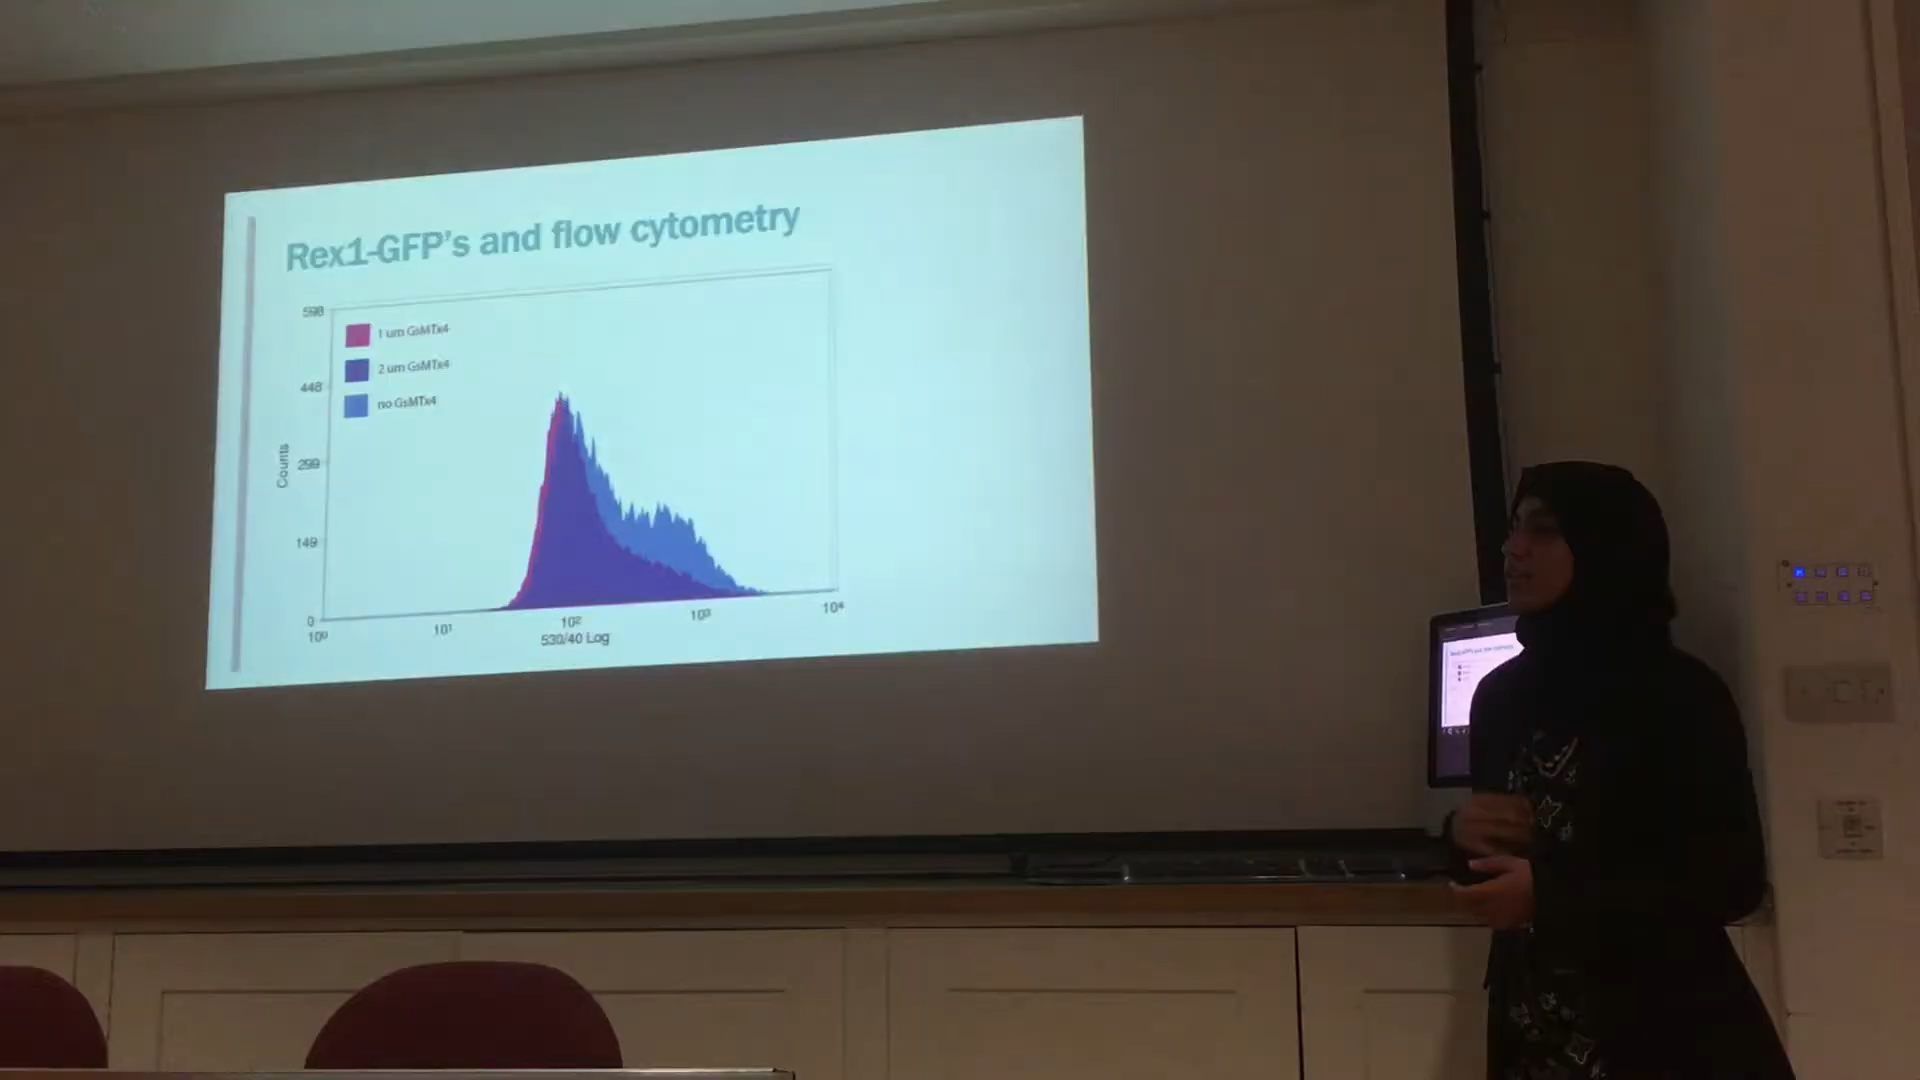 Rex1-GFP's and flow cytometry
598
1 um GsMTx4
2 um GsMTx4
448
no GsMTx4
Counts
299
149
0
10⁰ 10¹ 10² 10³ 10⁴
530/40 Log